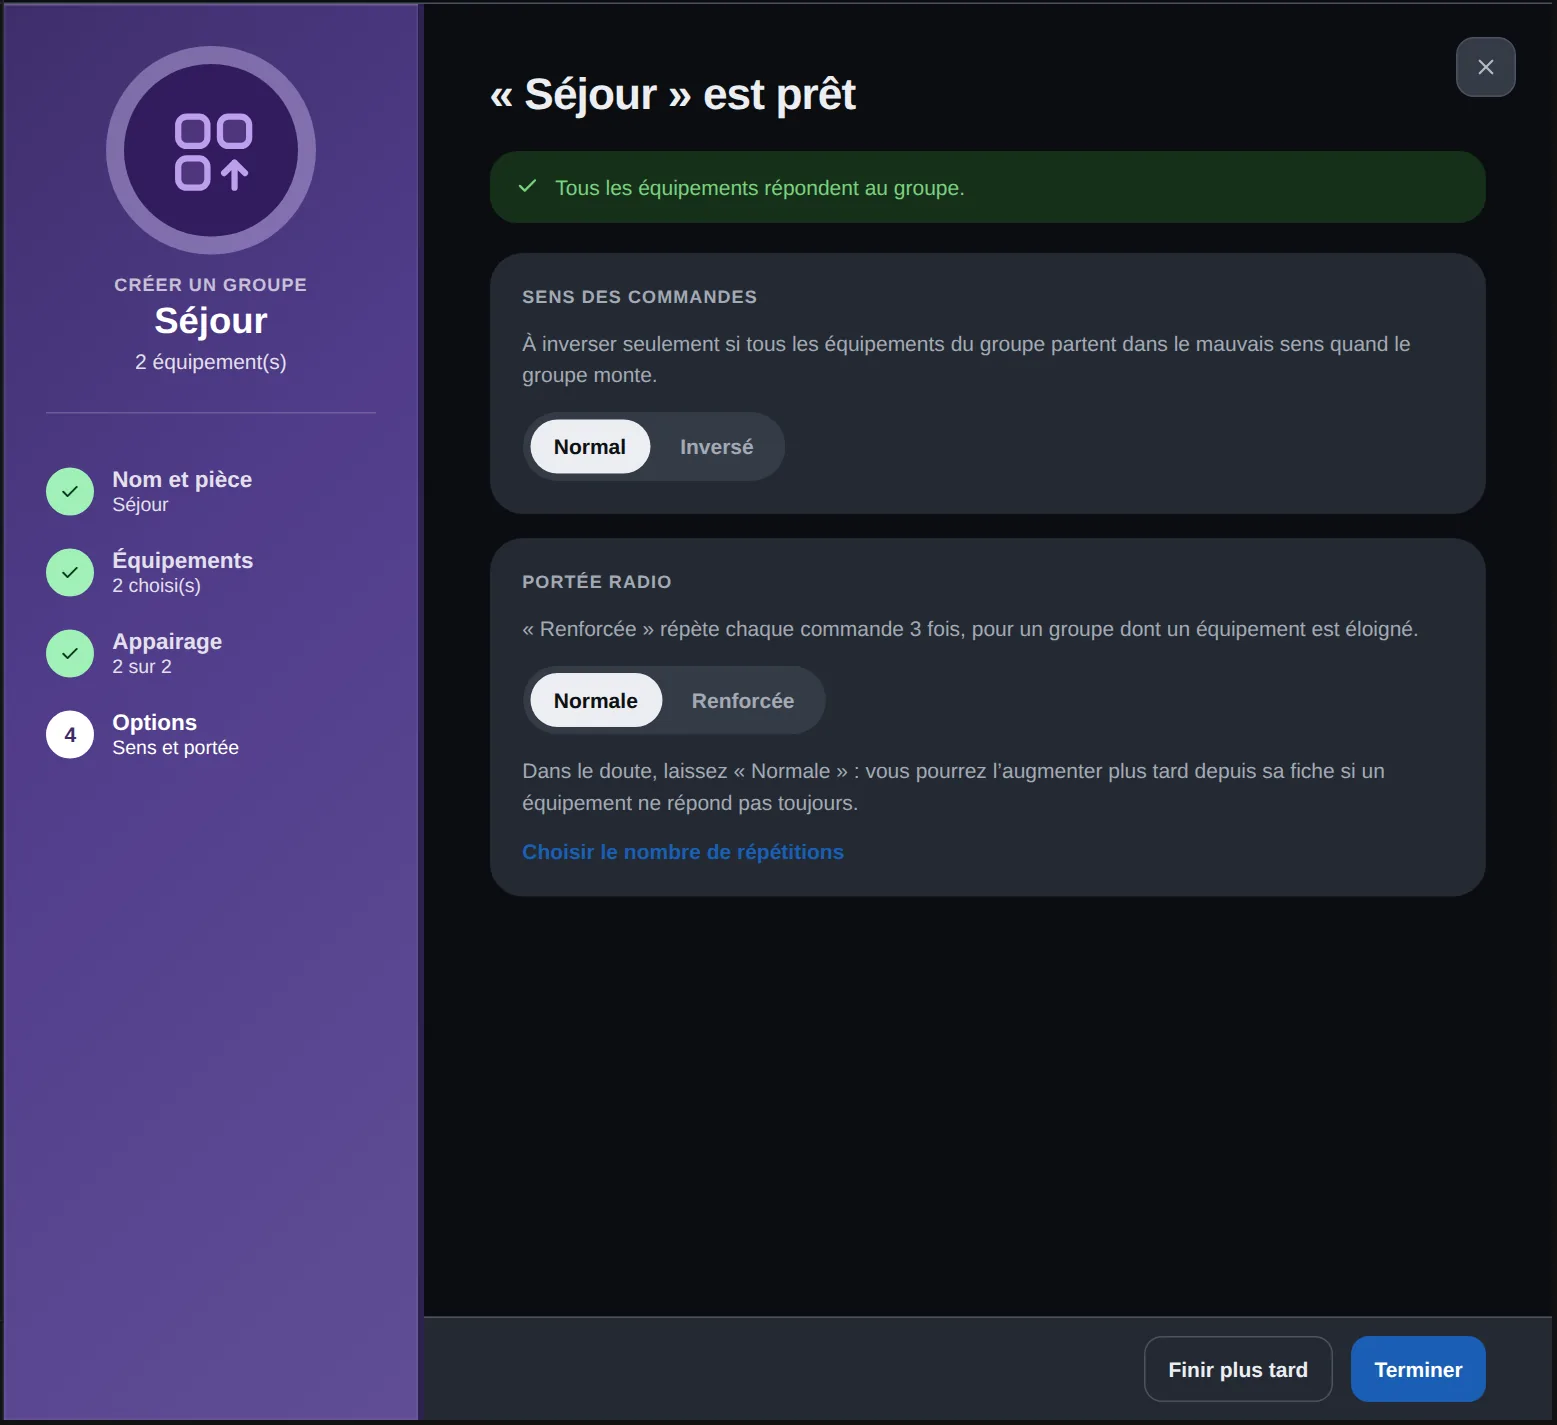 CRÉER UN GROUPE
Séjour
2 équipement(s)
Nom et pièce
Séjour
Équipements
2 choisi(s)
Appairage
2 sur 2
4
Options
Sens et portée
« Séjour » est prêt
Tous les équipements répondent au groupe.
SENS DES COMMANDES
À inverser seulement si tous les équipements du groupe partent dans le mauvais sens quand le
groupe monte.
Normal
Inversé
PORTÉE RADIO
« Renforcée » répète chaque commande 3 fois, pour un groupe dont un équipement est éloigné.
Normale
Renforcée
Dans le doute, laissez « Normale » : vous pourrez l’augmenter plus tard depuis sa fiche si un
équipement ne répond pas toujours.
Choisir le nombre de répétitions
Finir plus tard
Terminer